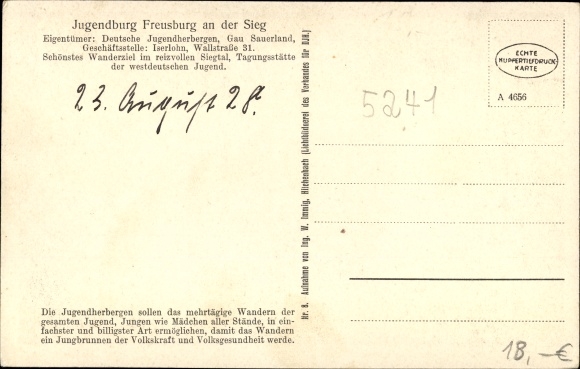 Jugendburg Freusburg an der Sieg
Eigentümer: Deutsche Jugendherbergen, Gau Sauerland,
Geschäftsstelle: Iserlohn, Wallstraße 31.
Schönstes Wanderziel im reizvollen Siegtal, Tagungsstätte
der westdeutschen Jugend.
23. August 28.
Die Jugendherbergen sollen das mehrtägige Wandern der
gesamten Jugend, Jungen wie Mädchen aller Stände, in ein-
fachster und billigster Art ermöglichen, damit das Wandern
ein Jungbrunnen der Volkskraft und Volksgesundheit werde.
Nr. 8. Aufnahme von Ing. W. Immig, Hilchenbach (Lichtbildnerei des Verbandes für DJH.)
5241
ECHTE
KUPFERTIEFDRUCK-
KARTE
A 4656
18,-€